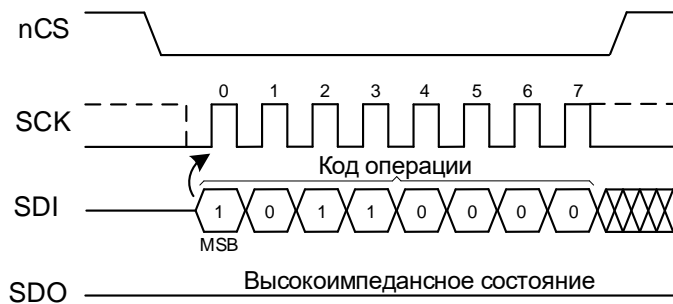 nCS
0 1 2 3 4 5 6 7
SCK
Код операции
SDI
1 0 1 1 0 0 0 0
MSB
Высокоимпедансное состояние
SDO